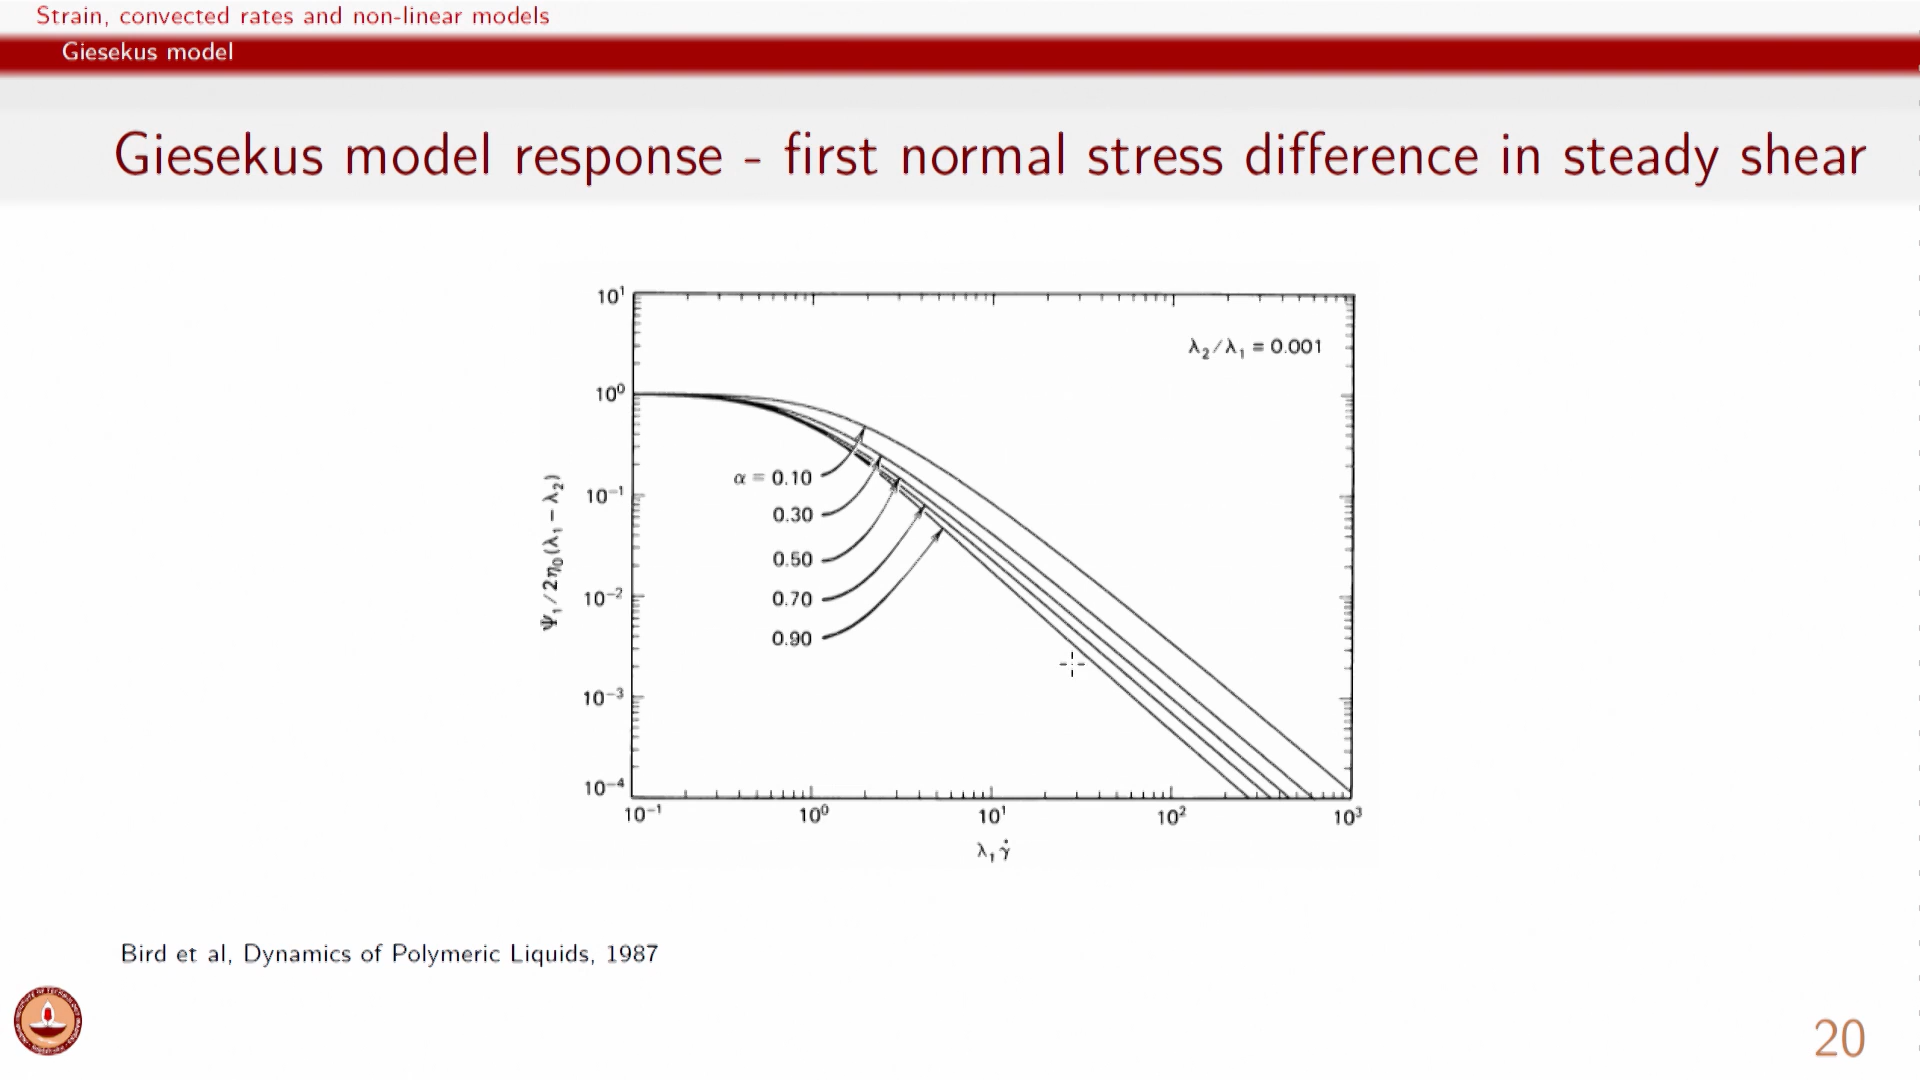 Strain, convected rates and non-linear models
Giesekus model
Giesekus model response - first normal stress difference in steady shear
10¹
λ₂/λ₁ = 0.001
10⁰
α = 0.10
10⁻¹
0.30
0.50
10⁻²
0.70
0.90
10⁻³
10⁻⁴
Ψ₁/2η₀(λ₁ − λ₂)
10⁻¹ 10⁰ 10¹ 10² 10³
λ₁γ̇
Bird et al, Dynamics of Polymeric Liquids, 1987
20